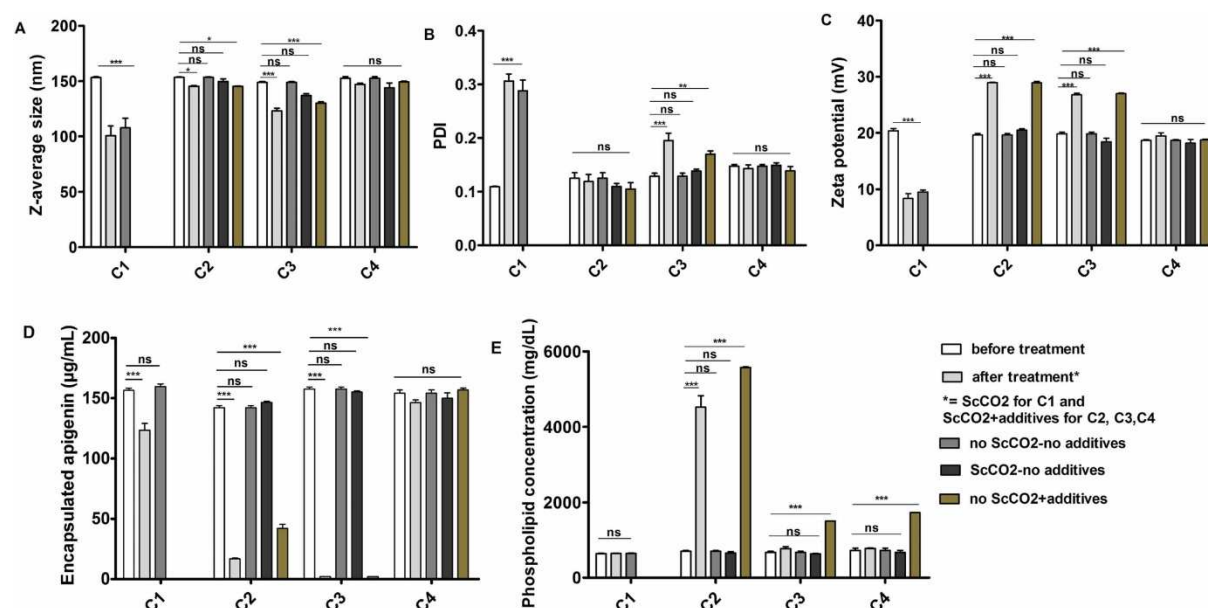 A
Z-average size (nm)
150
100
50
0
***
*
ns
ns
*
***
ns
ns
***
ns
C1
C2
C3
C4
B
PDI
0.4
0.3
0.2
0.1
0.0
***
ns
**
ns
ns
***
ns
C1
C2
C3
C4
C
Zeta potential (mV)
40
30
20
10
0
***
***
ns
ns
***
***
ns
ns
***
ns
C1
C2
C3
C4
D
Encapsulated apigenin (µg/mL)
200
150
100
50
0
ns
***
***
ns
ns
***
***
ns
ns
***
ns
C1
C2
C3
C4
E
Phospholipid concentration (mg/dL)
6000
4000
2000
0
ns
***
ns
ns
***
***
ns
***
ns
C1
C2
C3
C4
before treatment
after treatment*
*= ScCO2 for C1 and
ScCO2+additives for C2, C3,C4
no ScCO2-no additives
ScCO2-no additives
no ScCO2+additives